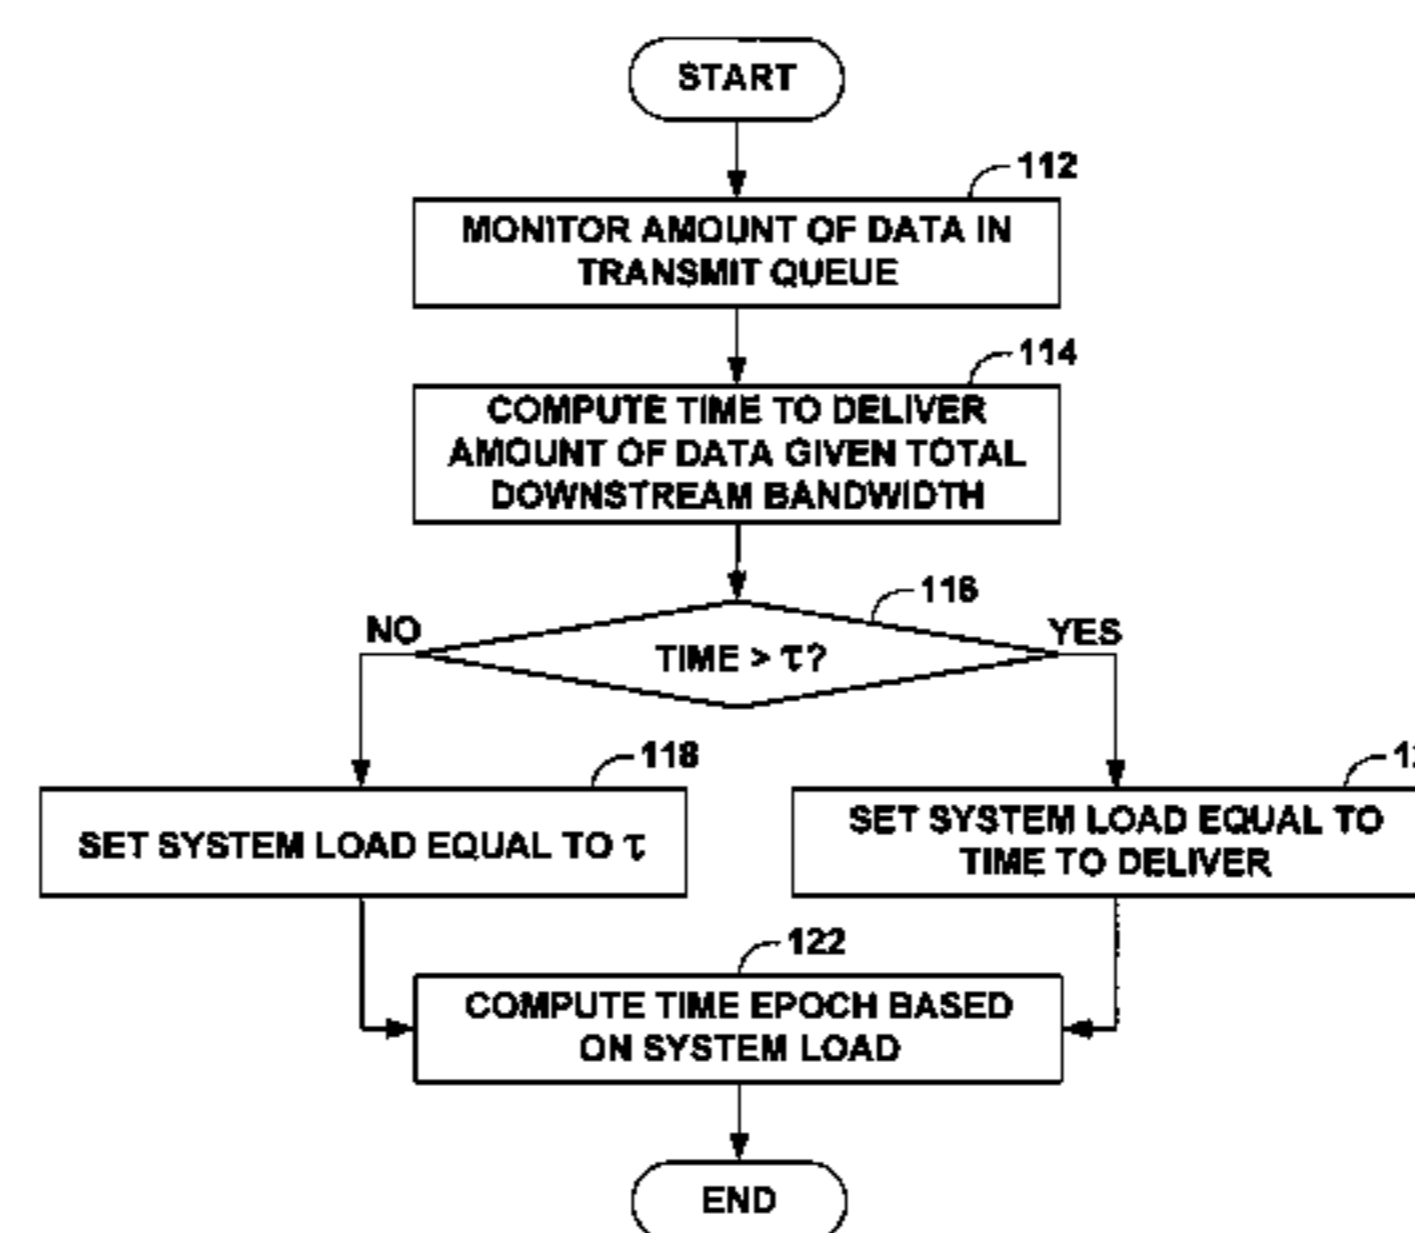 START
112
MONITOR AMOUNT OF DATA IN
TRANSMIT QUEUE
114
COMPUTE TIME TO DELIVER
AMOUNT OF DATA GIVEN TOTAL
DOWNSTREAM BANDWIDTH
116
NO
YES
TIME > τ?
118
SET SYSTEM LOAD EQUAL TO τ
SET SYSTEM LOAD EQUAL TO
TIME TO DELIVER
122
COMPUTE TIME EPOCH BASED
ON SYSTEM LOAD
END